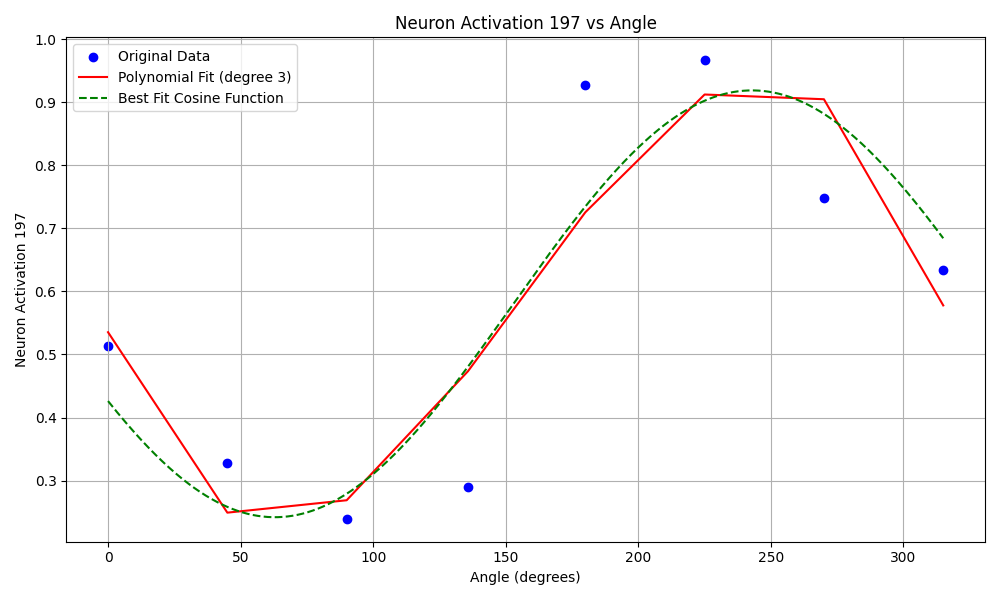 Neuron Activation 197 vs Angle
Original Data
Polynomial Fit (degree 3)
Best Fit Cosine Function
Neuron Activation 197
1.0
0.9
0.8
0.7
0.6
0.5
0.4
0.3
0 50 100 150 200 250 300
Angle (degrees)